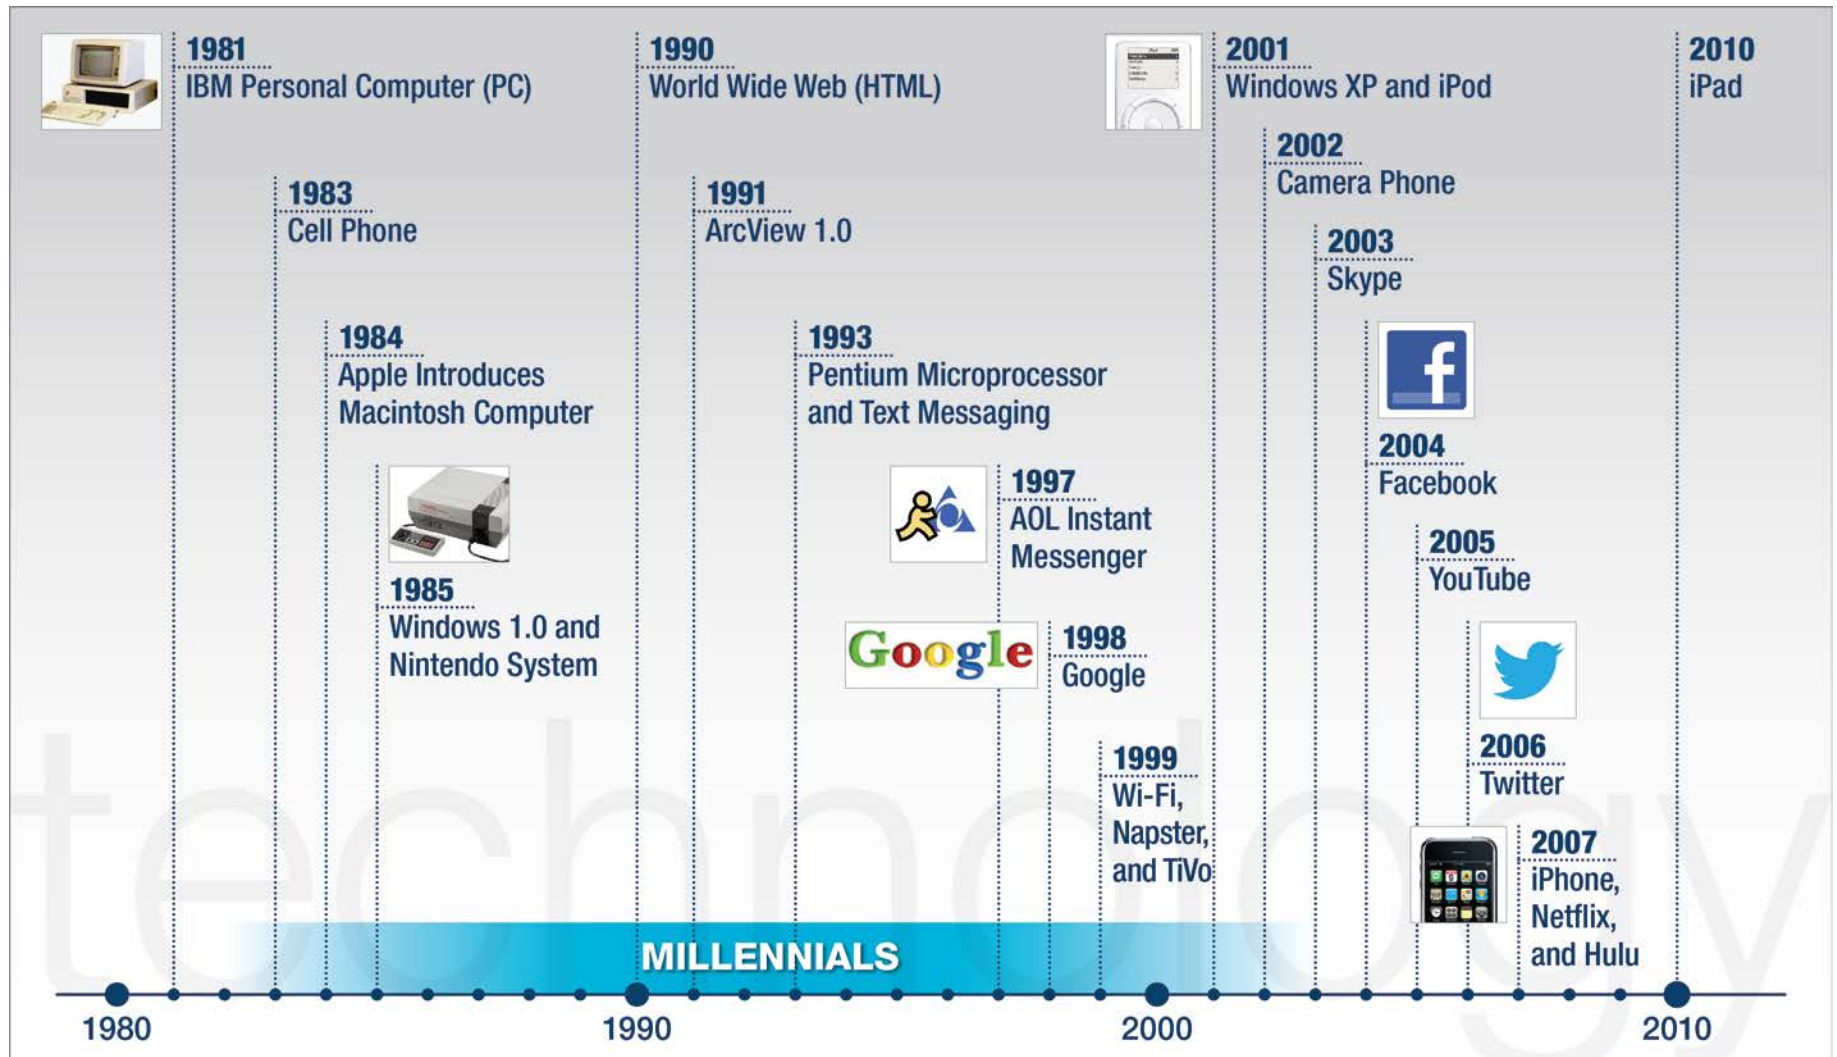 1981
IBM Personal Computer (PC)
1983
Cell Phone
1984
Apple Introduces
Macintosh Computer
1985
Windows 1.0 and
Nintendo System
1990
World Wide Web (HTML)
1991
ArcView 1.0
1993
Pentium Microprocessor
and Text Messaging
1997
AOL Instant
Messenger
Google
1998
Google
1999
Wi-Fi,
Napster,
and TiVo
2001
Windows XP and iPod
2002
Camera Phone
2003
Skype
f
2004
Facebook
2005
YouTube
2006
Twitter
2007
iPhone,
Netflix,
and Hulu
2010
iPad
technology
MILLENNIALS
1980
1990
2000
2010